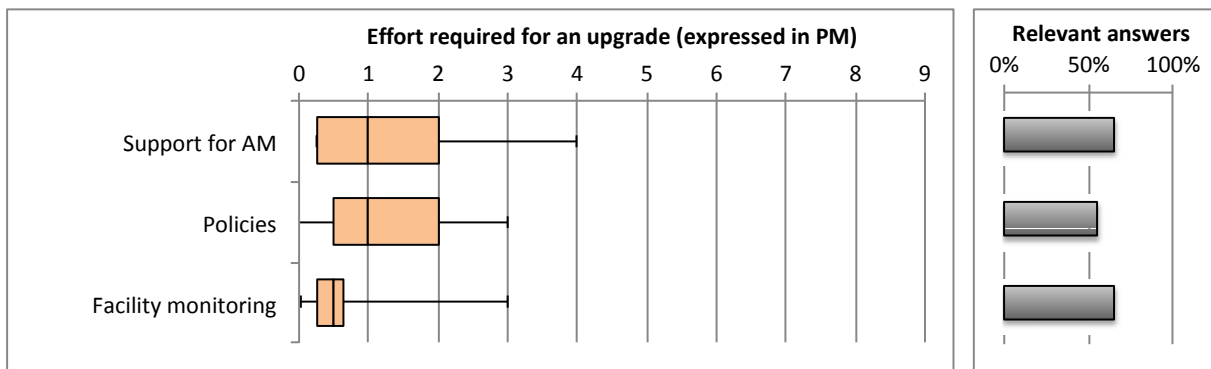 Effort required for an upgrade (expressed in PM)
0 1 2 3 4 5 6 7 8 9
Support for AM
Policies
Facility monitoring
Relevant answers
0% 50% 100%